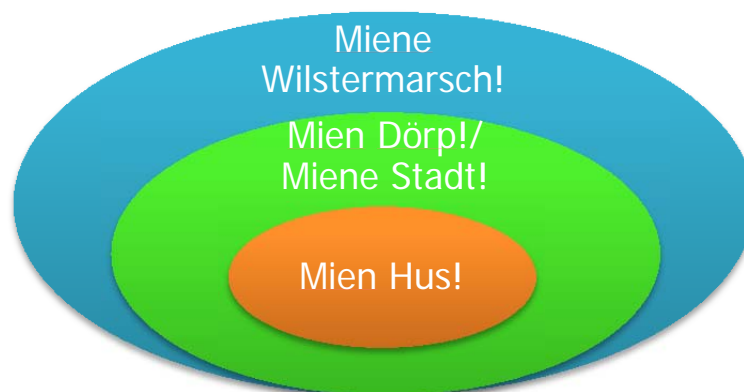 Miene
Wilstermarsch!
Mien Dörp!/
Miene Stadt!
Mien Hus!